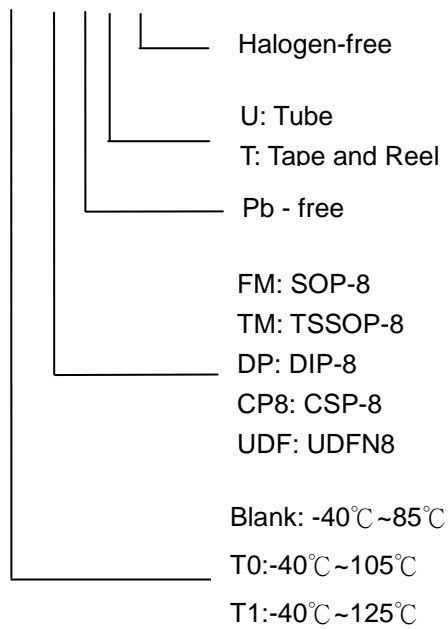 Halogen-free
U: Tube
T: Tape and Reel
Pb - free
FM: SOP-8
TM: TSSOP-8
DP: DIP-8
CP8: CSP-8
UDF: UDFN8
Blank: -40℃~85℃
T0:-40℃~105℃
T1:-40℃~125℃